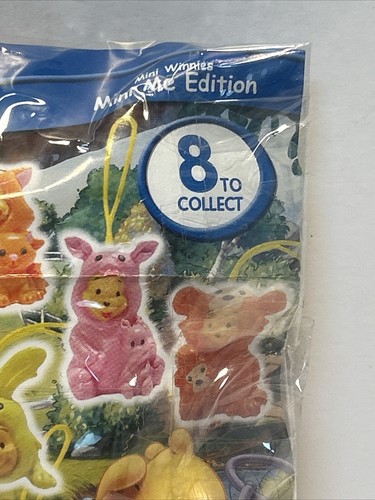 Mini Winnies
Mini Me Edition
8 TO
COLLECT